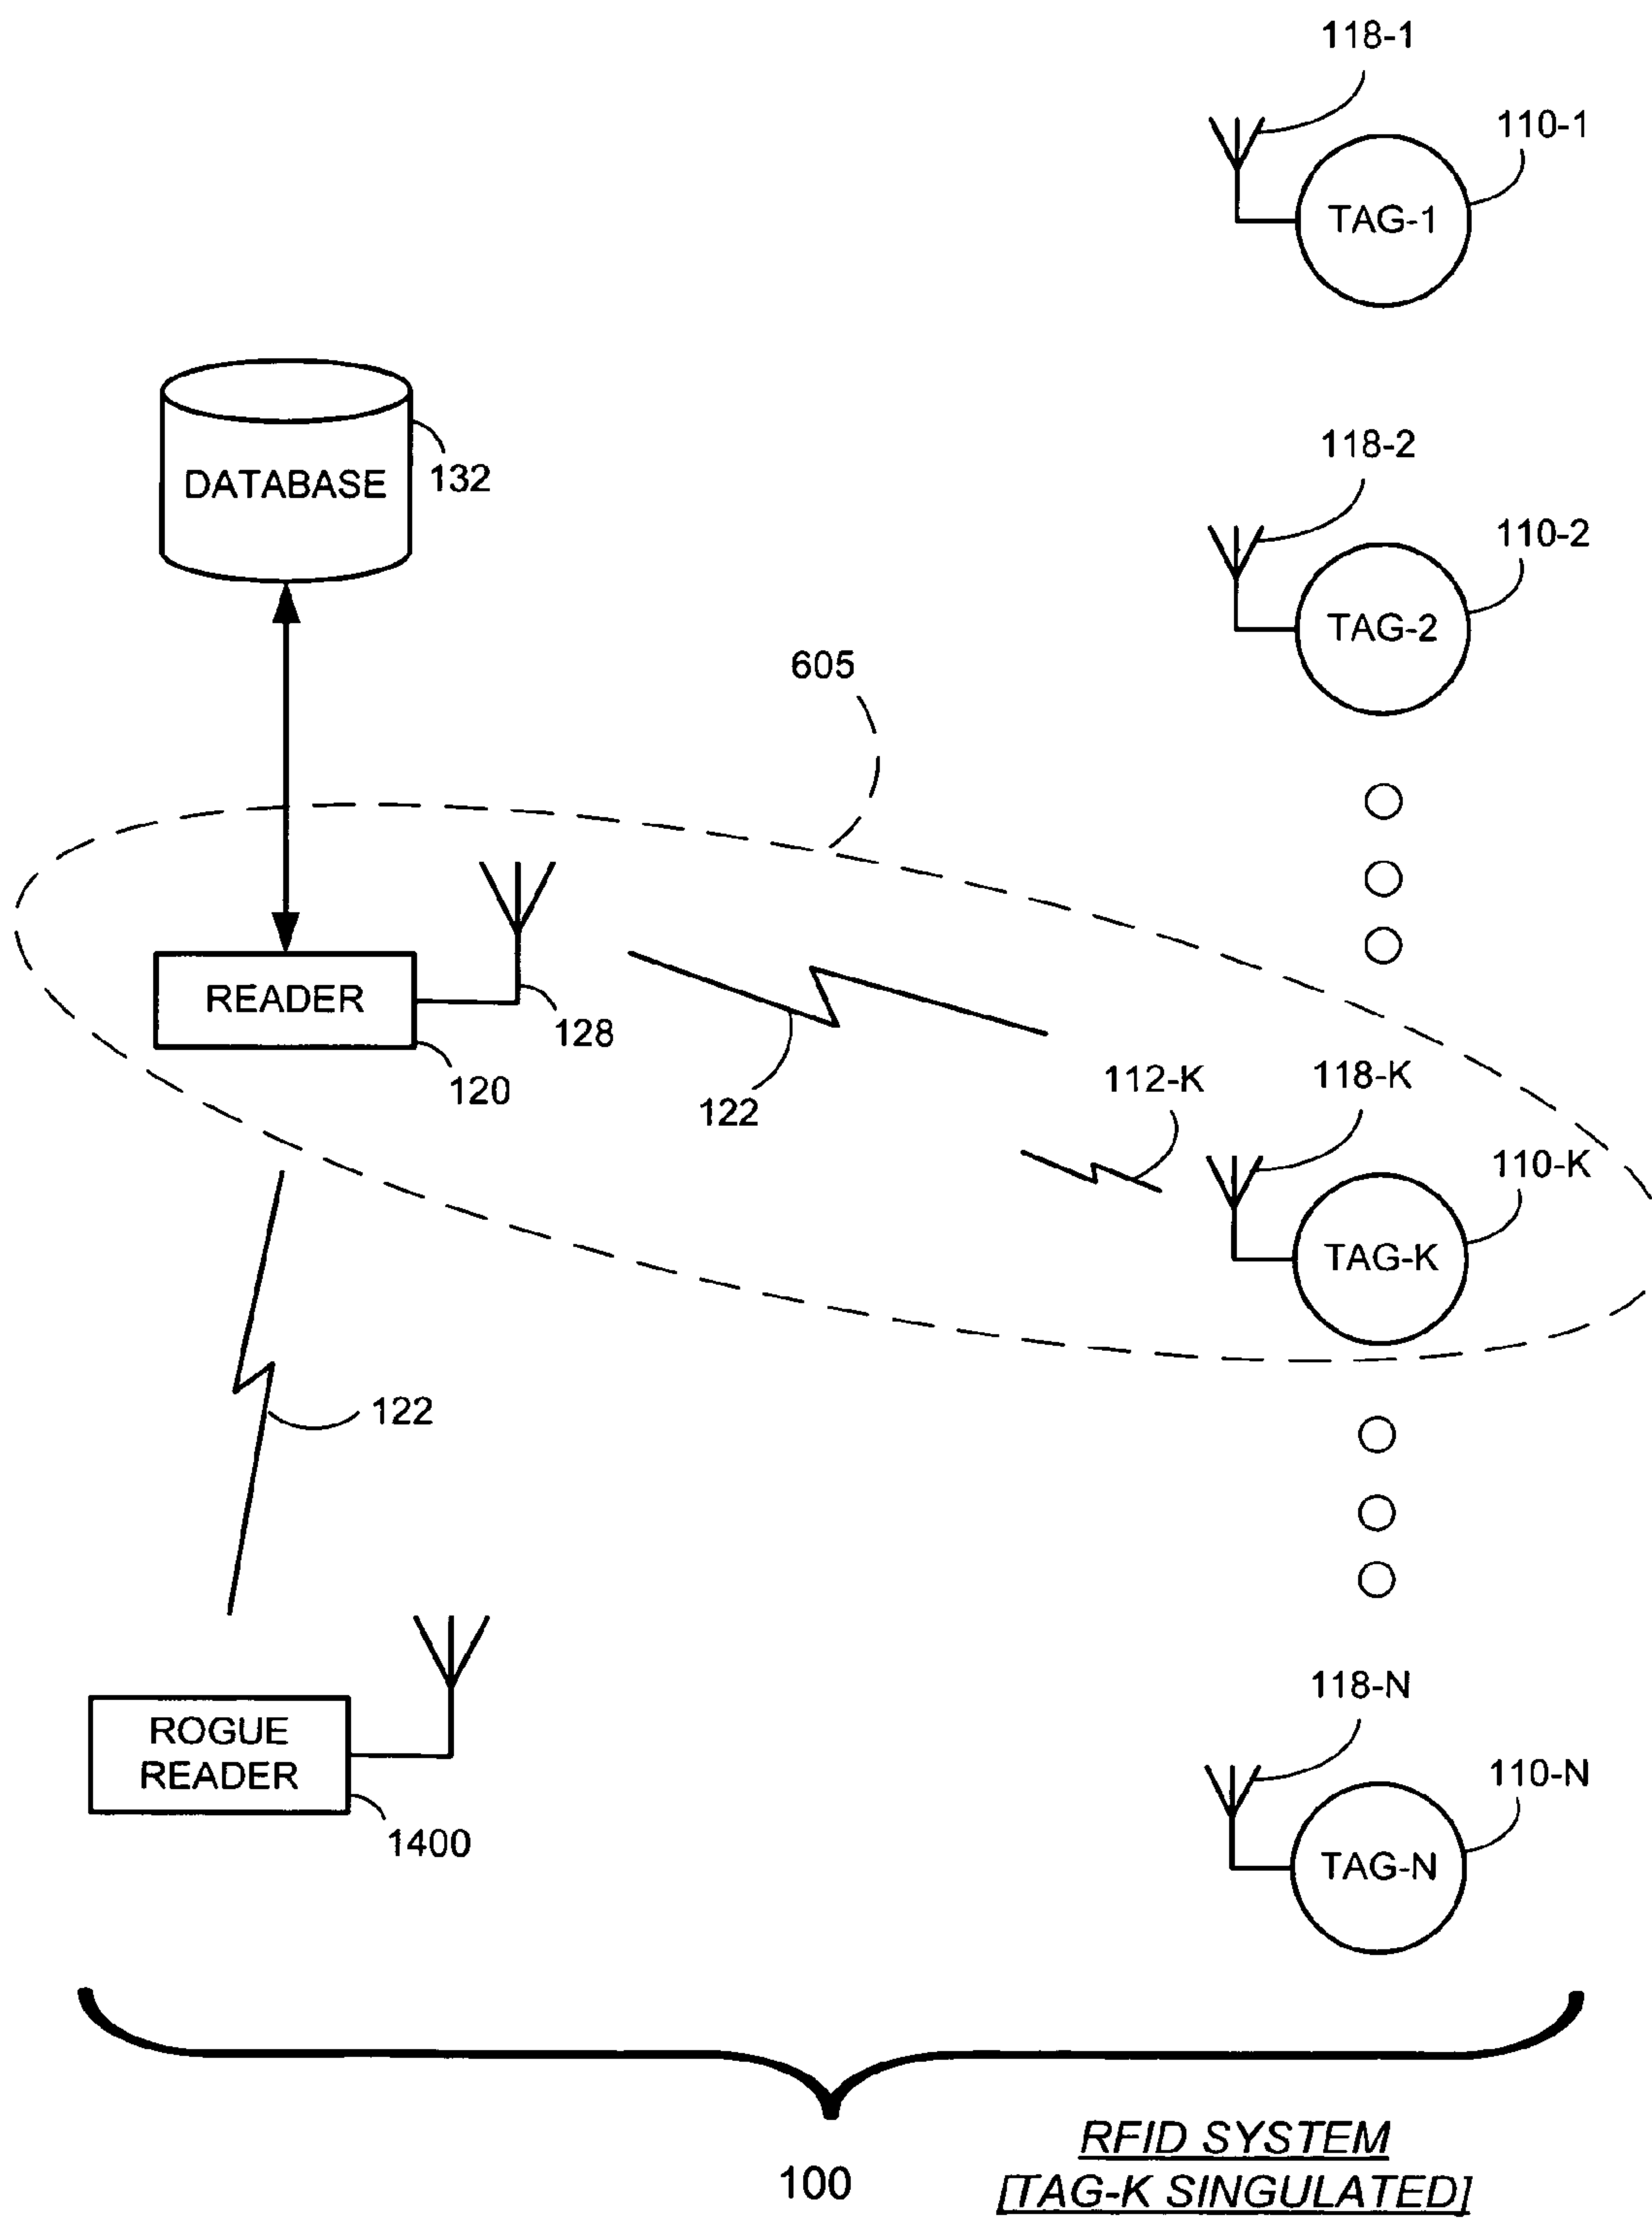 118-1
110-1
TAG-1
118-2
110-2
TAG-2
DATABASE
132
605
READER
128
120
122
112-K
118-K
110-K
TAG-K
122
ROGUE
READER
1400
118-N
110-N
TAG-N
100
RFID SYSTEM
[TAG-K SINGULATED]